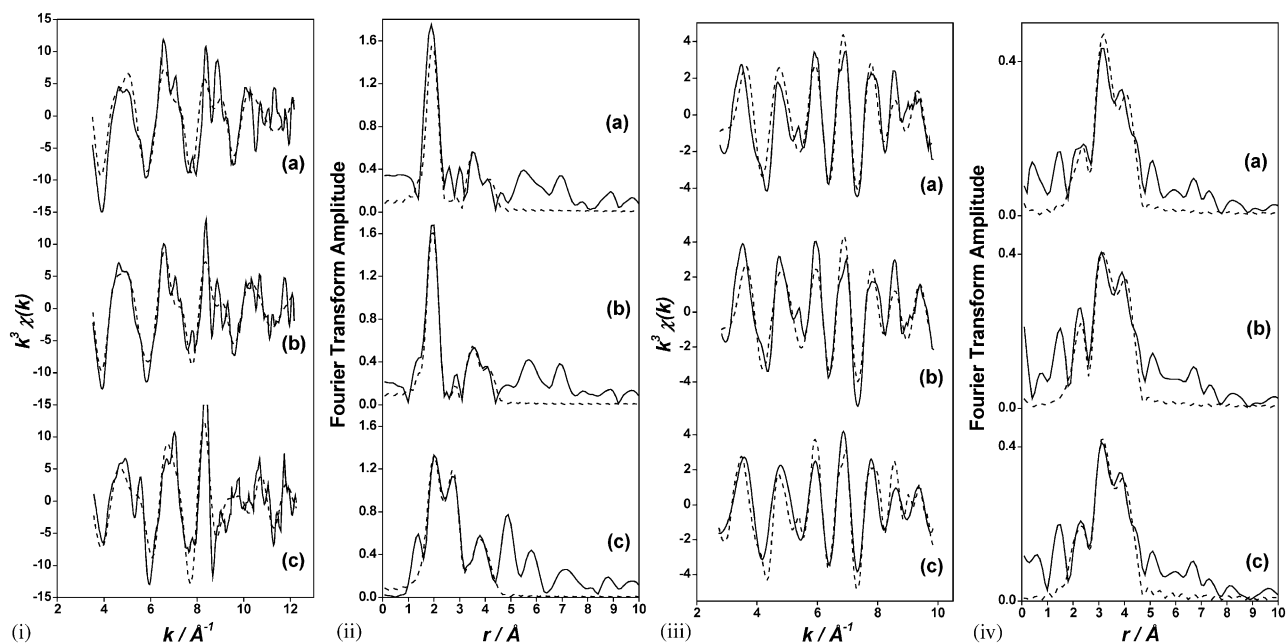 15
10
5
0
-5
-10
-15
10
5
0
-5
-10
-15
10
5
0
-5
-10
-15
(a)
(b)
(c)
k³ χ(k)
2 4 6 8 10 12
(i)
k / Å⁻¹
1.6
1.2
0.8
0.4
0.0
1.6
1.2
0.8
0.4
0.0
1.6
1.2
0.8
0.4
0.0
(a)
(b)
(c)
Fourier Transform Amplitude
0 1 2 3 4 5 6 7 8 9 10
(ii)
r / Å
4
2
0
-2
-4
4
2
0
-2
-4
4
2
0
-2
-4
(a)
(b)
(c)
k³ χ(k)
2 4 6 8 10
(iii)
k / Å⁻¹
0.4
0.0
0.4
0.0
0.4
0.0
(a)
(b)
(c)
Fourier Transform Amplitude
0 1 2 3 4 5 6 7 8 9 10
(iv)
r / Å